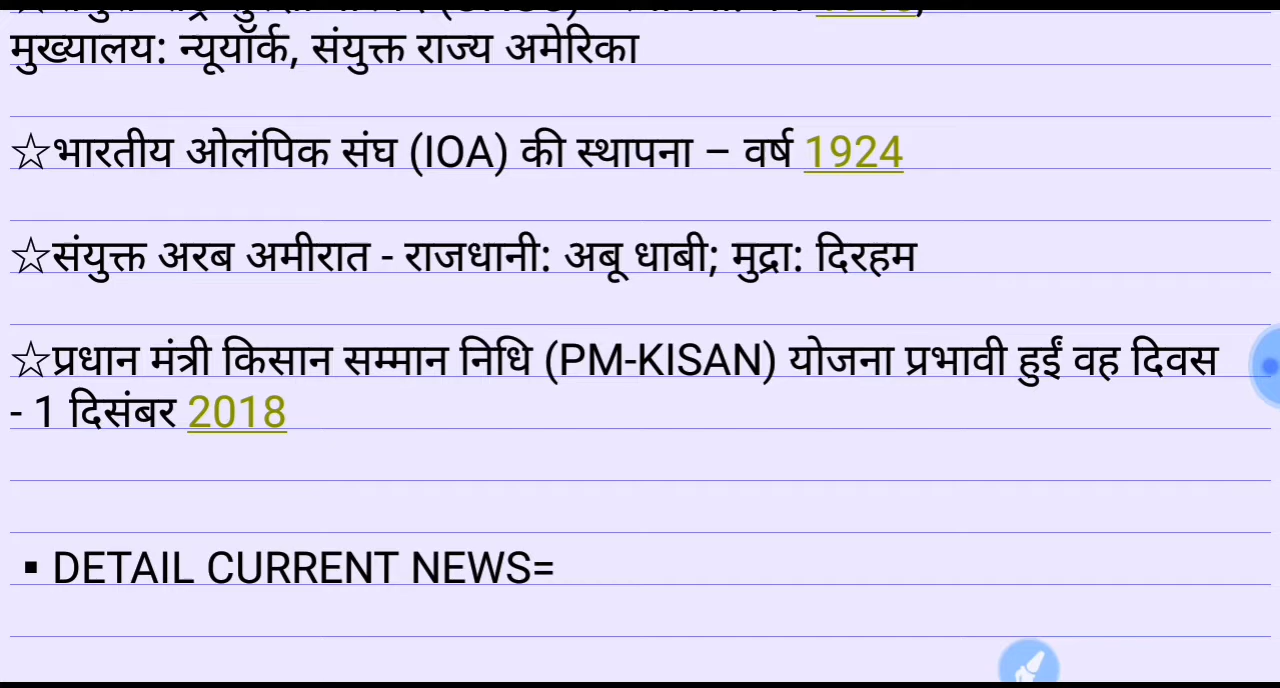 मुख्यालय: न्यूयॉर्क, संयुक्त राज्य अमेरिका
☆भारतीय ओलंपिक संघ (IOA) की स्थापना – वर्ष 1924
☆संयुक्त अरब अमीरात - राजधानी: अबू धाबी; मुद्रा: दिरहम
☆प्रधान मंत्री किसान सम्मान निधि (PM-KISAN) योजना प्रभावी हुईं वह दिवस
- 1 दिसंबर 2018
▪ DETAIL CURRENT NEWS=